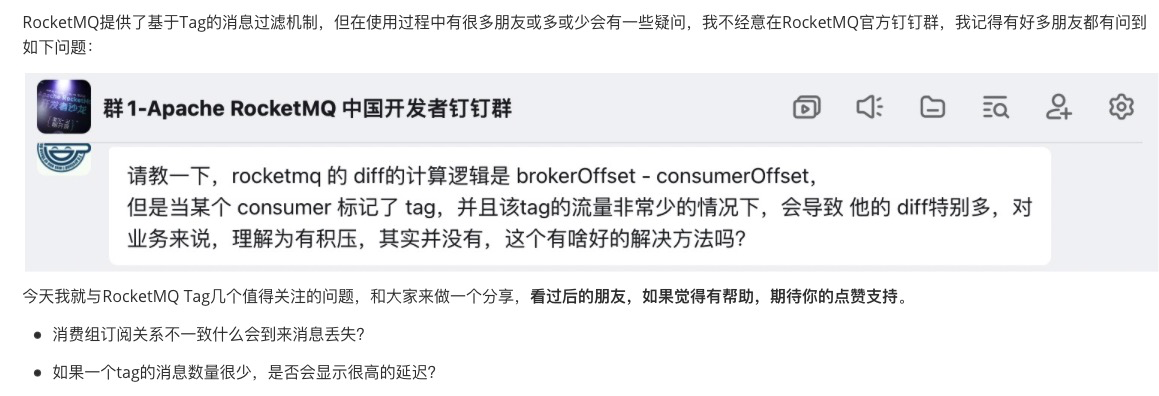 RocketMQ提供了基于Tag的消息过滤机制，但在使用过程中有很多朋友或多或少会有一些疑问，我不经意在RocketMQ官方钉钉群，我记得有好多朋友都有问到
如下问题：
群1-Apache RocketMQ 中国开发者钉钉群
请教一下，rocketmq 的 diff的计算逻辑是 brokerOffset - consumerOffset，
但是当某个 consumer 标记了 tag，并且该tag的流量非常少的情况下，会导致 他的 diff特别多，对
业务来说，理解为有积压，其实并没有，这个有啥好的解决方法吗？
今天我就与RocketMQ Tag几个值得关注的问题，和大家来做一个分享，看过后的朋友，如果觉得有帮助，期待你的点赞支持。
消费组订阅关系不一致什么会到来消息丢失？
如果一个tag的消息数量很少，是否会显示很高的延迟？